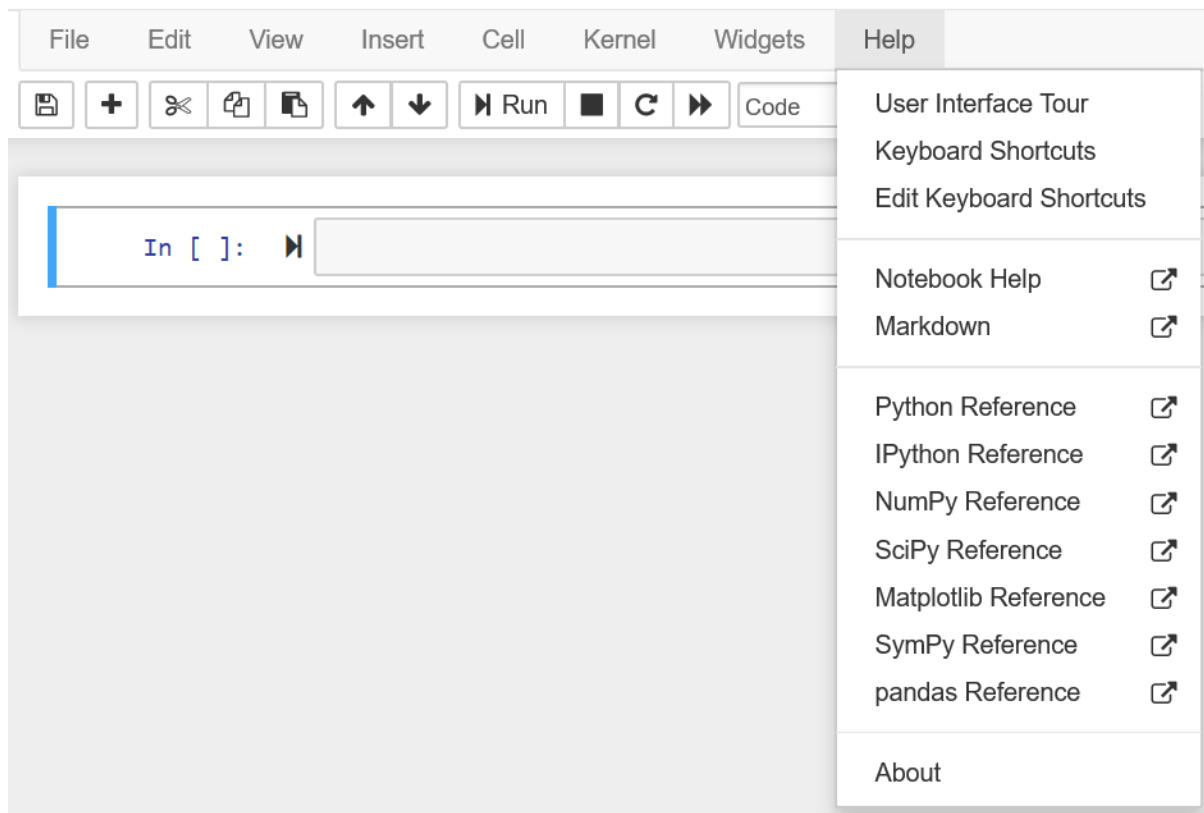 File Edit View Insert Cell Kernel Widgets Help
Run Code
In [ ]:
User Interface Tour
Keyboard Shortcuts
Edit Keyboard Shortcuts
Notebook Help
Markdown
Python Reference
IPython Reference
NumPy Reference
SciPy Reference
Matplotlib Reference
SymPy Reference
pandas Reference
About